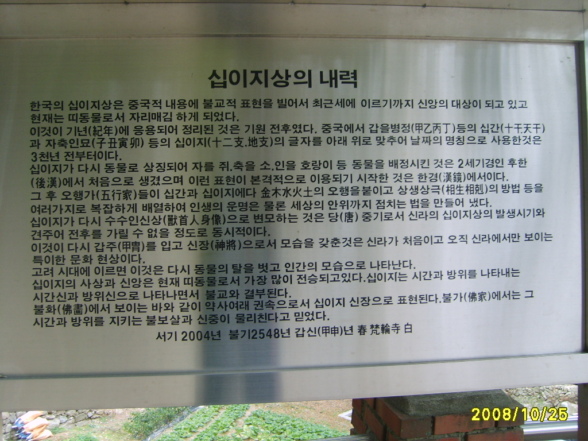 십이지상의 내력
한국의 십이지상은 중국적 내용에 불교적 표현을 빌어서 최근세에 이르기까지 신앙의 대상이 되고 있고
현재는 띠동물로서 자리매김 하게 되었다.
이것이 기년(紀年)에 응용되어 정리된 것은 기원 전후였다. 중국에서 갑을병정(甲乙丙丁)등의 십간(十干天干)
과 자축인묘(子丑寅卯) 등의 십이지(十二支,地支)의 글자를 아래 위로 맞추어 날짜의 명칭으로 사용한것은
3천년 전부터이다.
십이지가 다시 동물로 상징되어 자를 쥐,축을 소,인을 호랑이 등 동물을 배정시킨 것은 2세기경인 후한
(後漢)에서 처음으로 생겼으며 이런 표현이 본격적으로 이용되기 시작한 것은 한경(漢鏡)에서이다.
그 후 오행가(五行家)들이 십간과 십이지에다 金木水火土의 오행을 붙이고 상생상극(相生相剋)의 방법 등을
여러가지로 복잡하게 배열하여 인생의 운명은 물론 세상의 안위까지 점치는 법을 만들어 냈다.
십이지가 다시 수수인신상(獸首人身像)으로 변모하는 것은 당(唐) 중기로서 신라의 십이지상의 발생시기와
견주어 전후를 가릴 수 없을 정도로 동시적이다.
이것이 다시 갑주(甲冑)를 입고 신장(神將)으로서 모습을 갖춘것은 신라가 처음이고 오직 신라에서만 보이는
특이한 문화 현상이다.
고려 시대에 이르면 이것은 다시 동물의 탈을 벗고 인간의 모습으로 나타난다.
십이지의 사상과 신앙은 현재 띠동물로서 가장 많이 전승되고있다.십이지는 시간과 방위를 나타내는
시간신과 방위신으로 나타나면서 불교와 결부된다.
불화(佛畵)에서 보이는 바와 같이 약사여래 권속으로서 십이지 신장으로 표현된다.불가(佛家)에서는 그
시간과 방위를 지키는 불보살과 신중이 물리친다고 믿었다.
서기 2004년 불기2548년 갑신(甲申)년 春 梵輪寺 白
2008/10/25